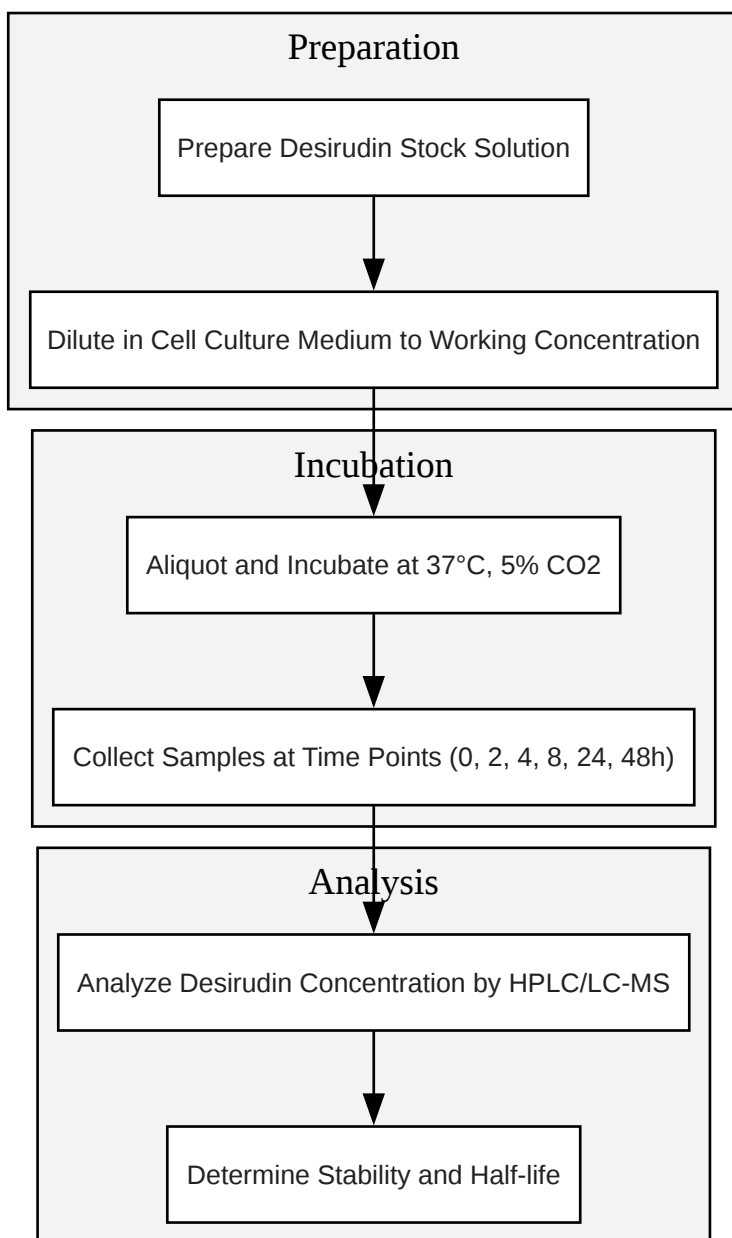 Preparation
Prepare Desirudin Stock Solution
Dilute in Cell Culture Medium to Working Concentration
Incubation
Aliquot and Incubate at 37°C, 5% CO2
Collect Samples at Time Points (0, 2, 4, 8, 24, 48h)
Analysis
Analyze Desirudin Concentration by HPLC/LC-MS
Determine Stability and Half-life